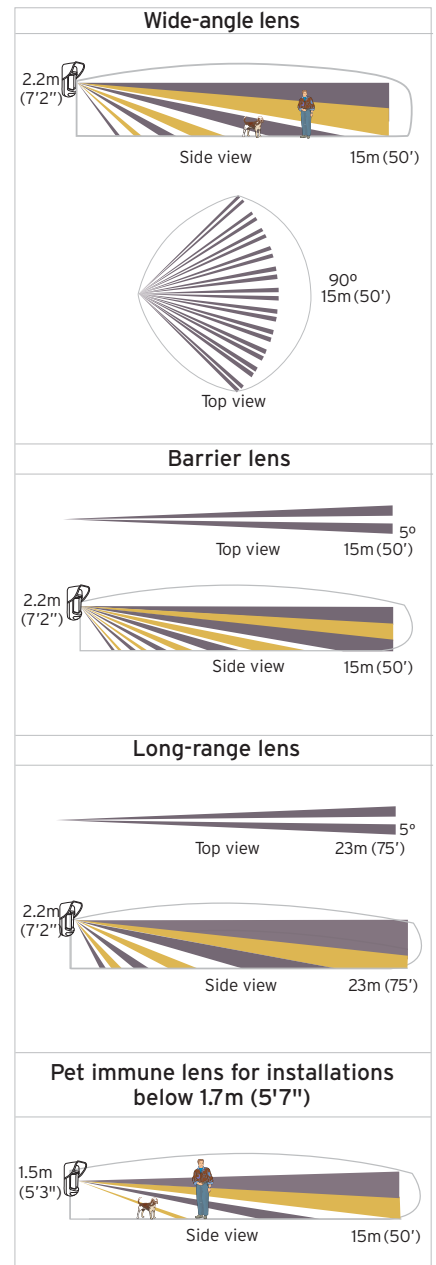 Wide-angle lens
2.2m
(7'2")
Side view
15m (50')
90º
15m (50')
Top view
Barrier lens
5º
Top view
15m (50')
2.2m
(7'2")
Side view
15m (50')
Long-range lens
5º
Top view
23m (75')
2.2m
(7'2")
Side view
23m (75')
Pet immune lens for installations
below 1.7m (5'7")
1.5m
(5'3")
Side view
15m (50')